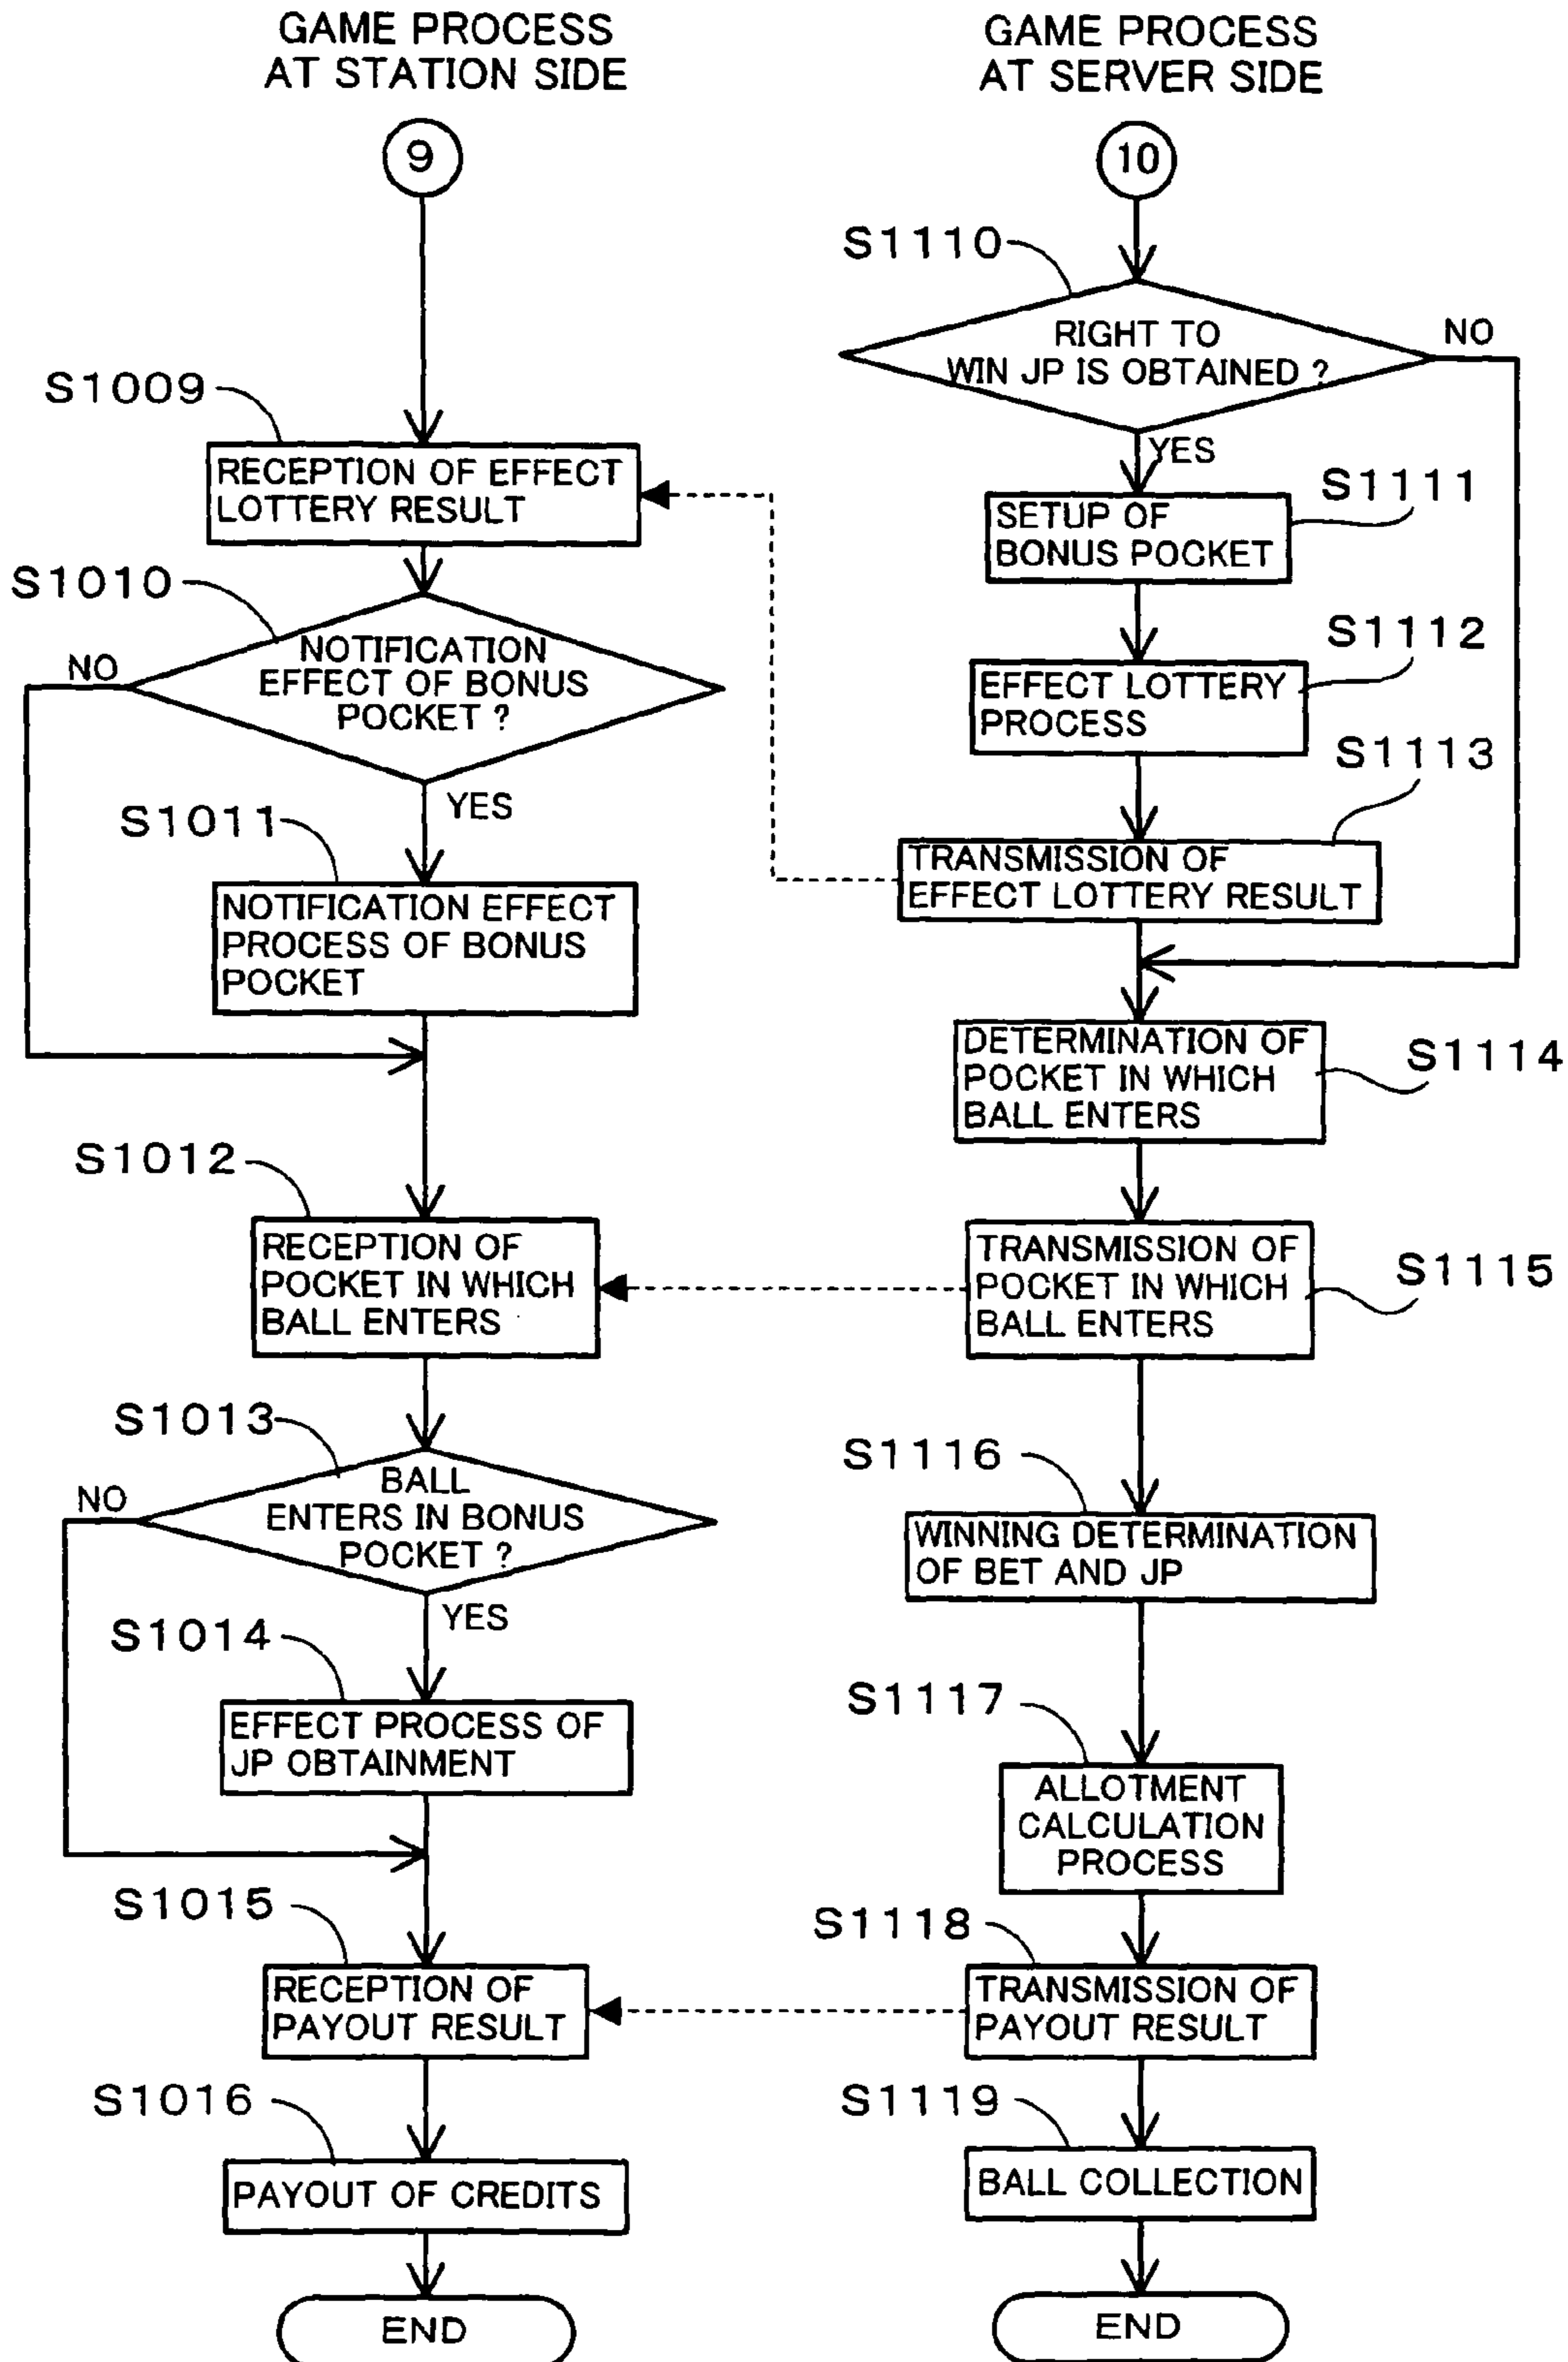 GAME PROCESS
AT STATION SIDE
9
S1009
RECEPTION OF EFFECT
LOTTERY RESULT
S1010
NOTIFICATION
EFFECT OF BONUS
POCKET ?
NO
YES
S1011
NOTIFICATION EFFECT
PROCESS OF BONUS
POCKET
S1012
RECEPTION OF
POCKET IN WHICH
BALL ENTERS
S1013
BALL
ENTERS IN BONUS
POCKET ?
NO
YES
S1014
EFFECT PROCESS OF
JP OBTAINMENT
S1015
RECEPTION OF
PAYOUT RESULT
S1016
PAYOUT OF CREDITS
END
GAME PROCESS
AT SERVER SIDE
10
S1110
RIGHT TO
WIN JP IS OBTAINED ?
NO
YES
S1111
SETUP OF
BONUS POCKET
S1112
EFFECT LOTTERY
PROCESS
S1113
TRANSMISSION OF
EFFECT LOTTERY RESULT
S1114
DETERMINATION OF
POCKET IN WHICH
BALL ENTERS
S1115
TRANSMISSION OF
POCKET IN WHICH
BALL ENTERS
S1116
WINNING DETERMINATION
OF BET AND JP
S1117
ALLOTMENT
CALCULATION
PROCESS
S1118
TRANSMISSION OF
PAYOUT RESULT
S1119
BALL COLLECTION
END